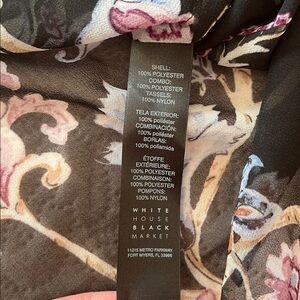 SHELL:
100% POLYESTER
COMBO:
100% POLYESTER
TASSELS:
100% NYLON
TELA EXTERIOR:
100% poliéster
COMBINACIÓN:
100% poliéster
BORLAS:
100% poliamida
ÉTOFFE
EXTÉRIEURE:
100% POLYESTER
COMBINAISON:
100% POLYESTER
POMPONS:
100% NYLON
WHITE
HOUSE
BLACK
MARKET
11215 METRO PARKWAY
FORT MYERS, FL 33966